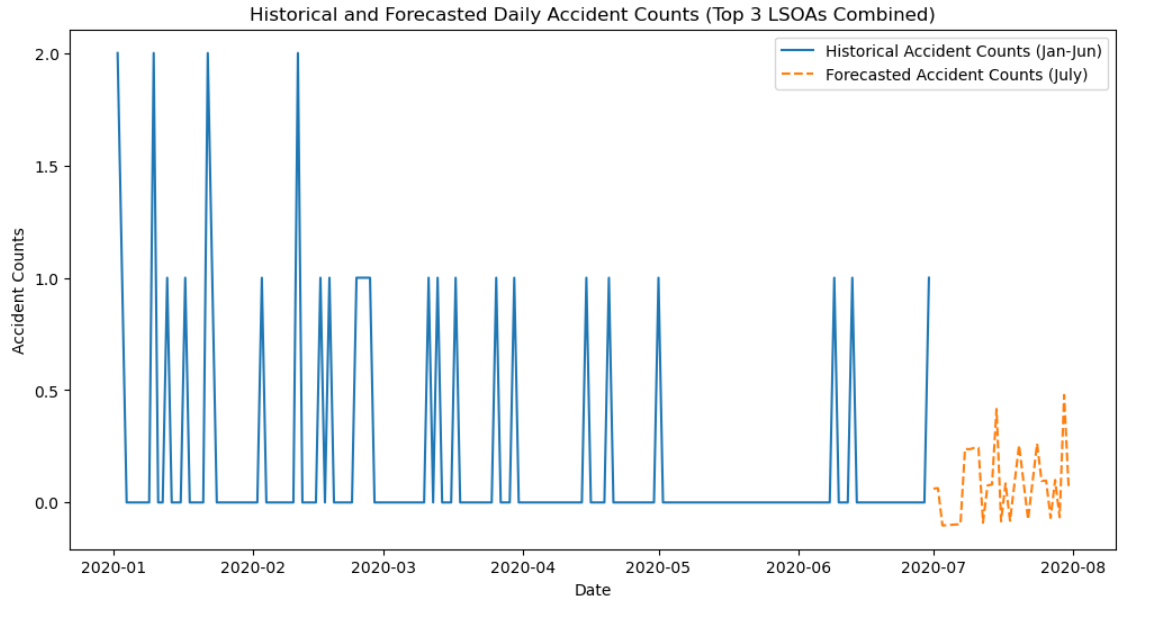 Historical and Forecasted Daily Accident Counts (Top 3 LSOAs Combined)
Historical Accident Counts (Jan-Jun)
Forecasted Accident Counts (July)
Accident Counts
2.0
1.5
1.0
0.5
0.0
2020-01 2020-02 2020-03 2020-04 2020-05 2020-06 2020-07 2020-08
Date